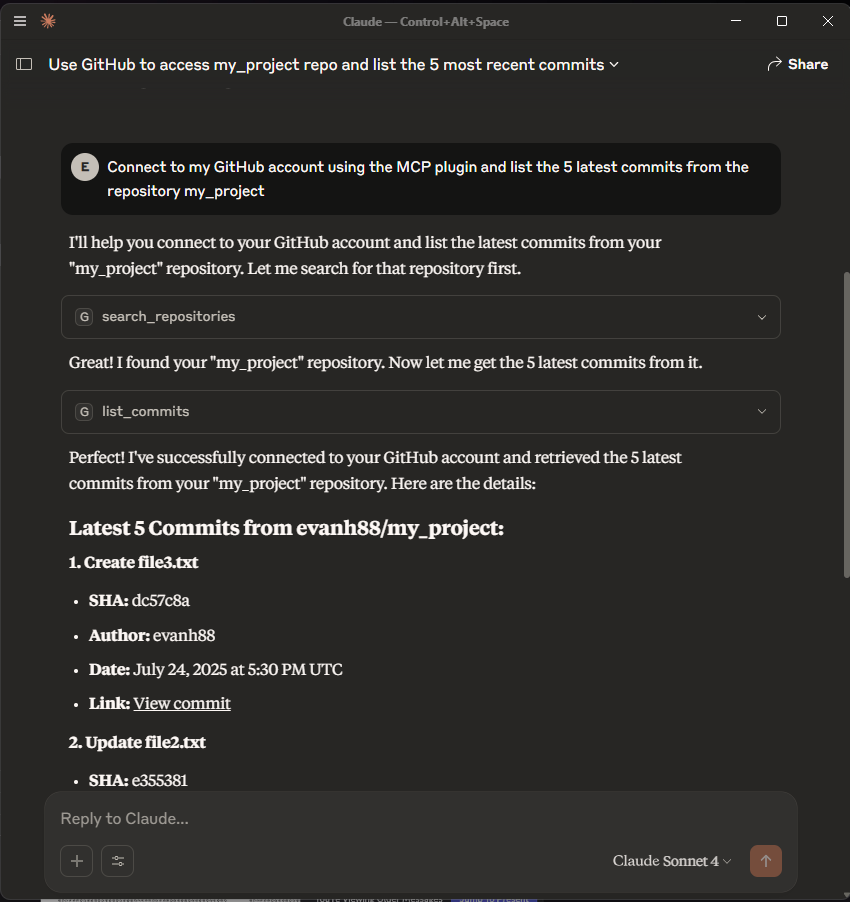 Claude — Control+Alt+Space
Use GitHub to access my_project repo and list the 5 most recent commits
Share
E
Connect to my GitHub account using the MCP plugin and list the 5 latest commits from the
repository my_project
I'll help you connect to your GitHub account and list the latest commits from your
"my_project" repository. Let me search for that repository first.
G search_repositories
Great! I found your "my_project" repository. Now let me get the 5 latest commits from it.
G list_commits
Perfect! I've successfully connected to your GitHub account and retrieved the 5 latest
commits from your "my_project" repository. Here are the details:
Latest 5 Commits from evanh88/my_project:
1. Create file3.txt
• SHA: dc57c8a
• Author: evanh88
• Date: July 24, 2025 at 5:30 PM UTC
• Link: View commit
2. Update file2.txt
• SHA: e355381
Reply to Claude...
Claude Sonnet 4